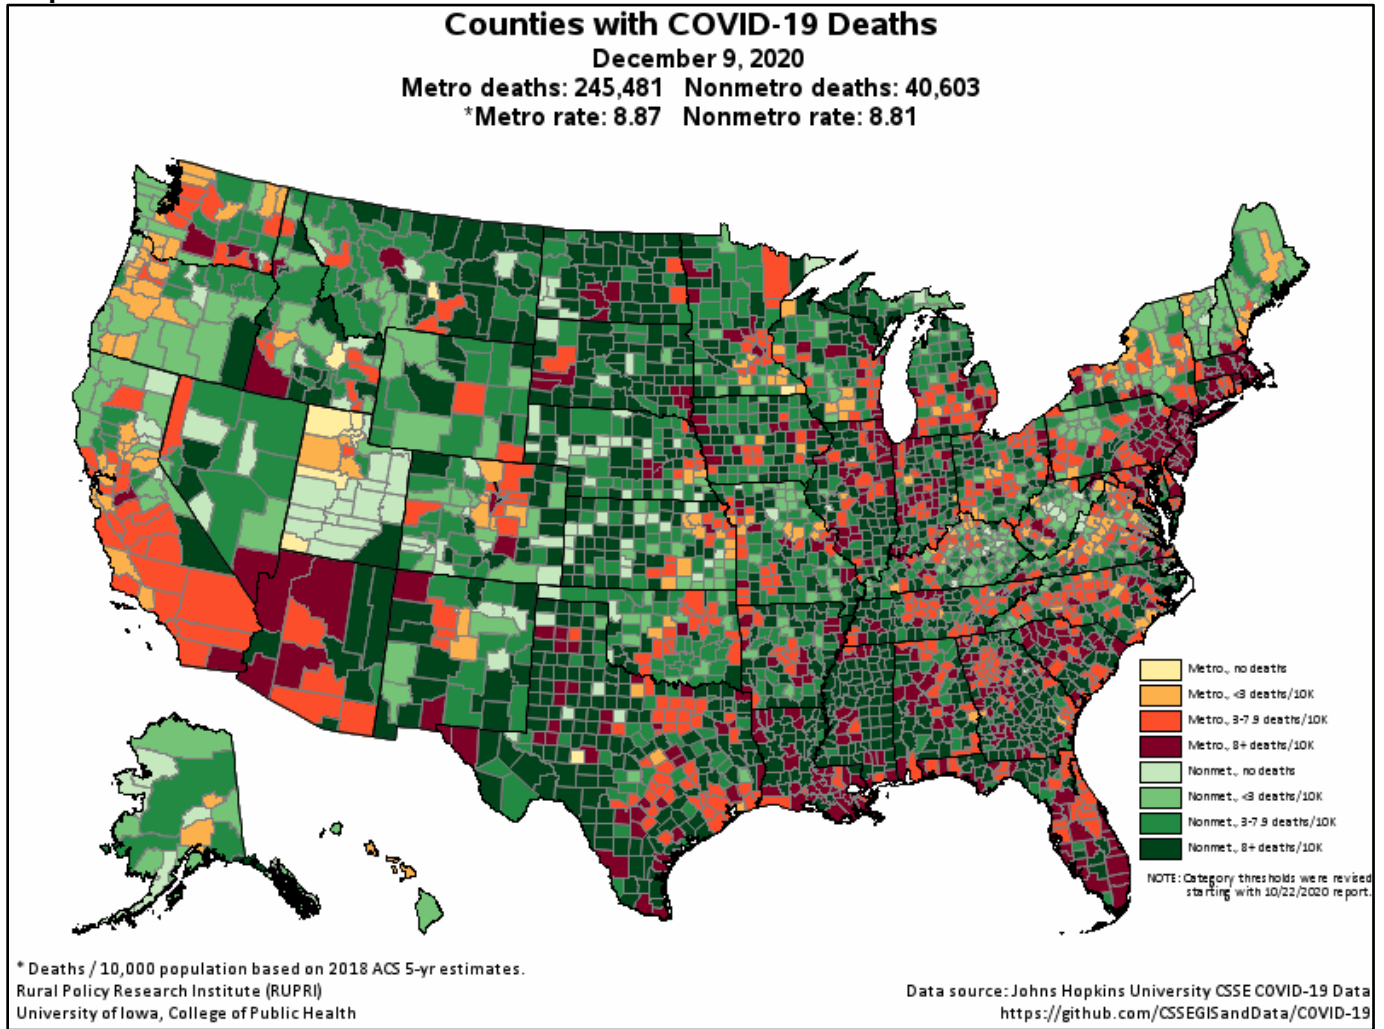 Counties with COVID-19 Deaths
December 9, 2020
Metro deaths: 245,481 Nonmetro deaths: 40,603
*Metro rate: 8.87 Nonmetro rate: 8.81
Metro., no deaths
Metro., <3 deaths/10K
Metro., 3-7.9 deaths/10K
Metro., 8+ deaths/10K
Nonmet., no deaths
Nonmet., <3 deaths/10K
Nonmet., 3-7.9 deaths/10K
Nonmet., 8+ deaths/10K
NOTE: Category thresholds were revised
starting with 10/22/2020 report.
* Deaths / 10,000 population based on 2018 ACS 5-yr estimates.
Rural Policy Research Institute (RUPRI)
University of Iowa, College of Public Health
Data source: Johns Hopkins University CSSE COVID-19 Data
https://github.com/CSSEGISandData/COVID-19